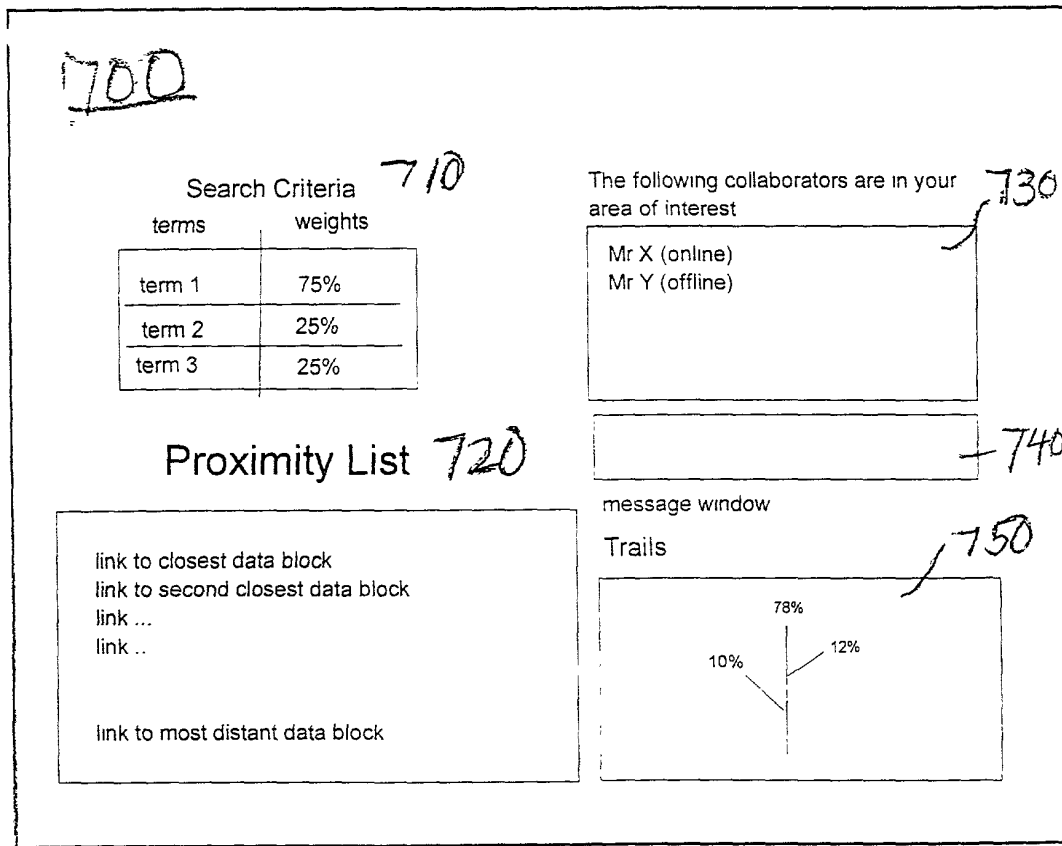 700
Search Criteria 710
terms weights
term 1 75%
term 2 25%
term 3 25%
Proximity List 720
link to closest data block
link to second closest data block
link ...
link ..
link to most distant data block
The following collaborators are in your 730
area of interest
Mr X (online)
Mr Y (offline)
740
message window
Trails 750
78%
10% 12%